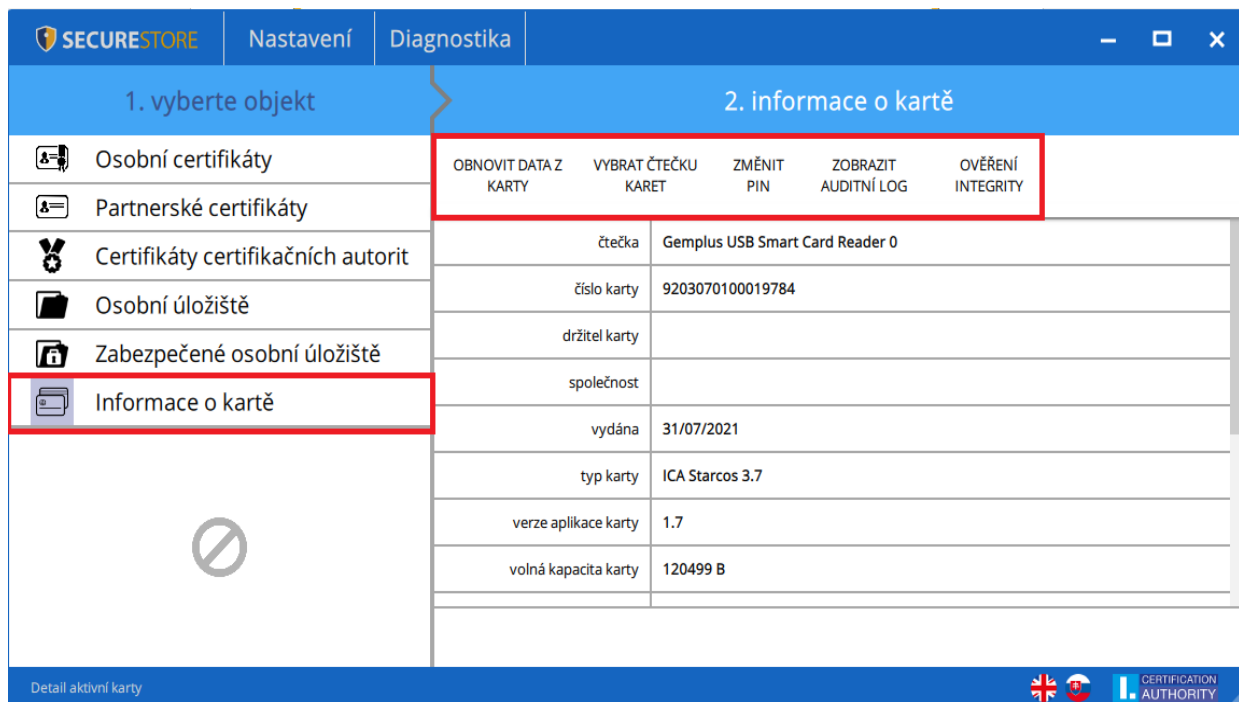 SECURESTORE Nastavení Diagnostika
1. vyberte objekt
2. informace o kartě
Osobní certifikáty
Partnerské certifikáty
Certifikáty certifikačních autorit
Osobní úložiště
Zabezpečené osobní úložiště
Informace o kartě
OBNOVIT DATA Z KARTY
VYBRAT ČTEČKU KARET
ZMĚNIT PIN
ZOBRAZIT AUDITNÍ LOG
OVĚŘENÍ INTEGRITY
čtečka Gemplus USB Smart Card Reader 0
číslo karty 9203070100019784
držitel karty
společnost
vydána 31/07/2021
typ karty ICA Starcos 3.7
verze aplikace karty 1.7
volná kapacita karty 120499 B
Detail aktivní karty
I. CERTIFICATION
AUTHORITY